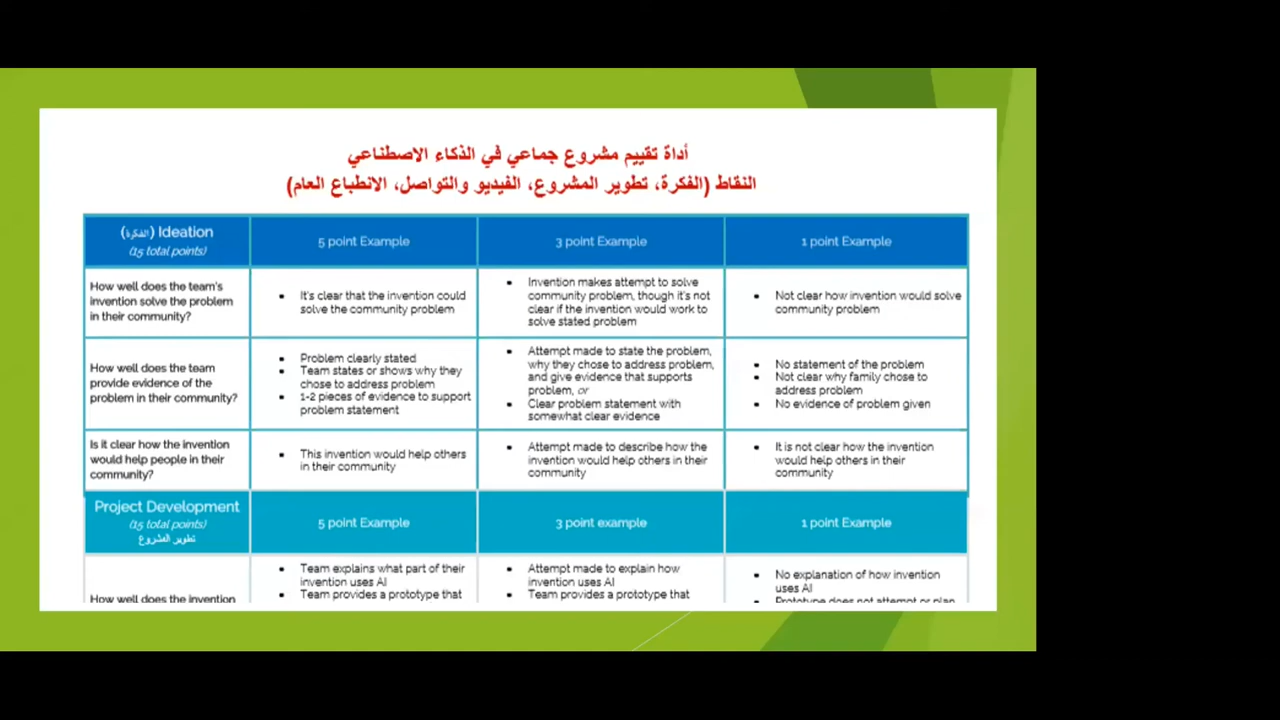 أداة تقييم مشروع جماعي في الذكاء الاصطناعي
النقاط (الفكرة، تطوير المشروع، الفيديو والتواصل، الانطباع العام)
(الفكرة) Ideation
(15 total points)
5 point Example
3 point Example
1 point Example
How well does the team's
invention solve the problem
in their community?
• It's clear that the invention could
solve the community problem
• Invention makes attempt to solve
community problem, though it's not
clear if the invention would work to
solve stated problem
• Not clear how invention would solve
community problem
How well does the team
provide evidence of the
problem in their community?
• Problem clearly stated
• Team states or shows why they
chose to address problem
• 1-2 pieces of evidence to support
problem statement
• Attempt made to state the problem,
why they chose to address problem,
and give evidence that supports
problem, or
• Clear problem statement with
somewhat clear evidence
• No statement of the problem
• Not clear why family chose to
address problem
• No evidence of problem given
Is it clear how the invention
would help people in their
community?
• This invention would help others
in their community
• Attempt made to describe how the
invention would help others in their
community
• It is not clear how the invention
would help others in their
community
Project Development
(15 total points)
تطوير المشروع
5 point Example
3 point example
1 point Example
How well does the invention
• Team explains what part of their
invention uses AI
• Team provides a prototype that
• Attempt made to explain how
invention uses AI
• Team provides a prototype that
• No explanation of how invention
uses AI
• Prototype does not attempt or plan